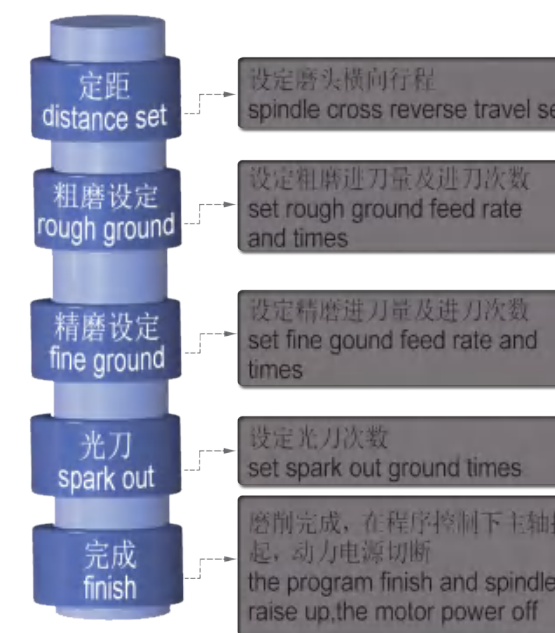 定距
distance set
设定磨头横向行程
spindle cross reverse travel
粗磨设定
rough ground
设定粗磨进刀量及进刀次数
set rough ground feed rate
and times
精磨设定
fine ground
设定精磨进刀量及进刀次数
set fine gound feed rate and
times
光刀
spark out
设定光刀次数
set spark out ground times
完成
finish
磨削完成，在程序控制下主轴
起，动力电源切断
the program finish and spindle
raise up,the motor power off